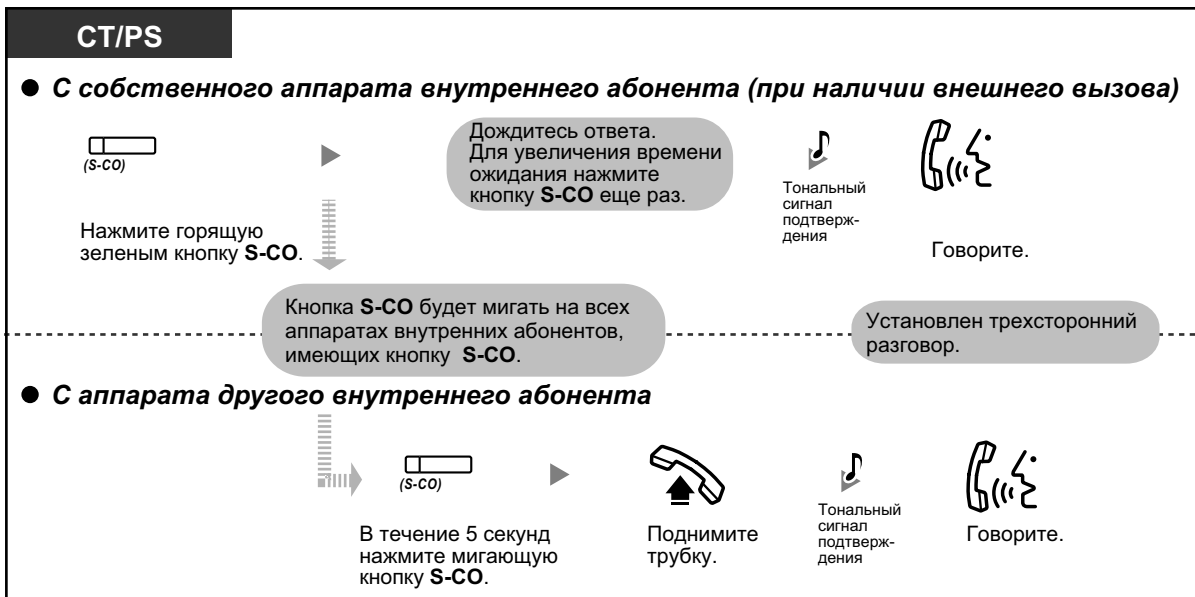 CT/PS
● С собственного аппарата внутреннего абонента (при наличии внешнего вызова)
(S-CO)
Нажмите горящую
зеленым кнопку S-CO.
Дождитесь ответа.
Для увеличения времени
ожидания нажмите
кнопку S-CO еще раз.
Тональный
сигнал
подтверж-
дения
Говорите.
Кнопка S-CO будет мигать на всех
аппаратах внутренних абонентов,
имеющих кнопку S-CO.
Установлен трехсторонний
разговор.
● С аппарата другого внутреннего абонента
(S-CO)
В течение 5 секунд
нажмите мигающую
кнопку S-CO.
Поднимите
трубку.
Тональный
сигнал
подтверж-
дения
Говорите.